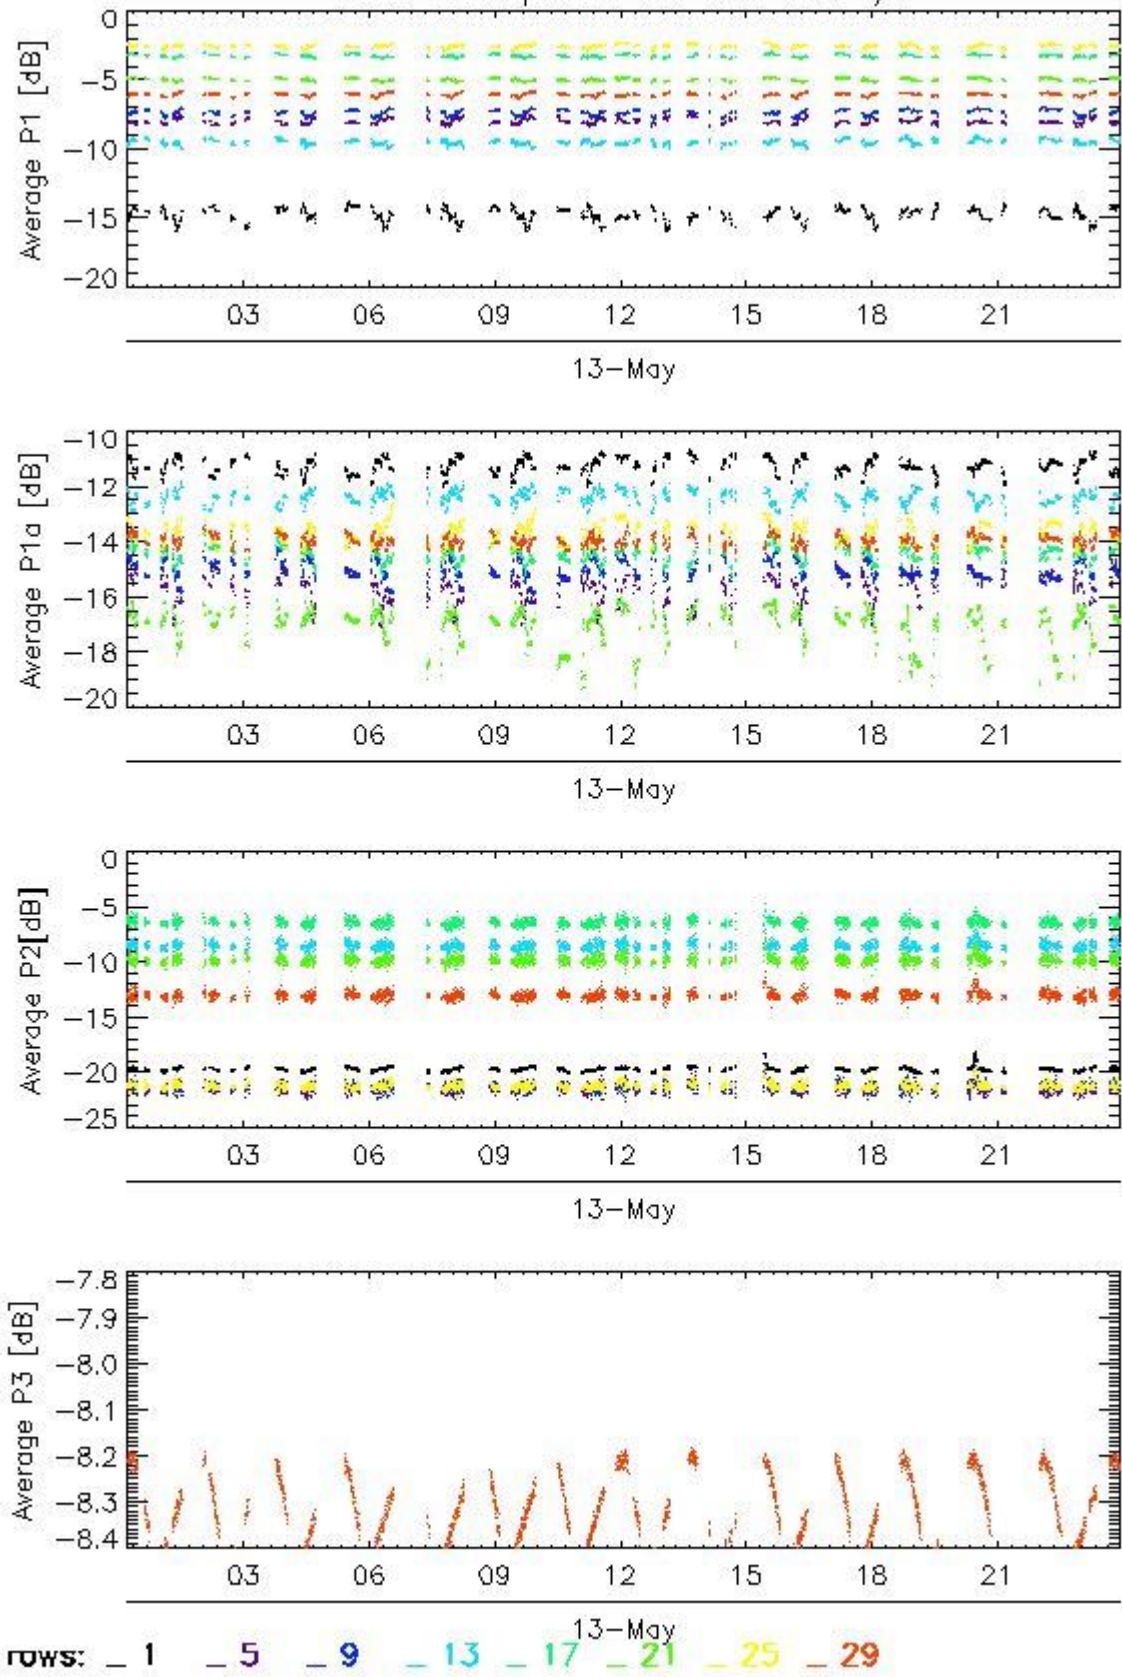 0
−5
−10
−15
−20
Average P1 [dB]
03 06 09 12 15 18 21
13−May
−10
−12
−14
−16
−18
−20
Average P1a [dB]
03 06 09 12 15 18 21
13−May
0
−5
−10
−15
−20
−25
Average P2[dB]
03 06 09 12 15 18 21
13−May
−7.8
−7.9
−8.0
−8.1
−8.2
−8.3
−8.4
Average P3 [dB]
03 06 09 12 15 18 21
13−May
rows: _ 1 _ 5 _ 9 _ 13 _ 17 _ 21 _ 25 _ 29